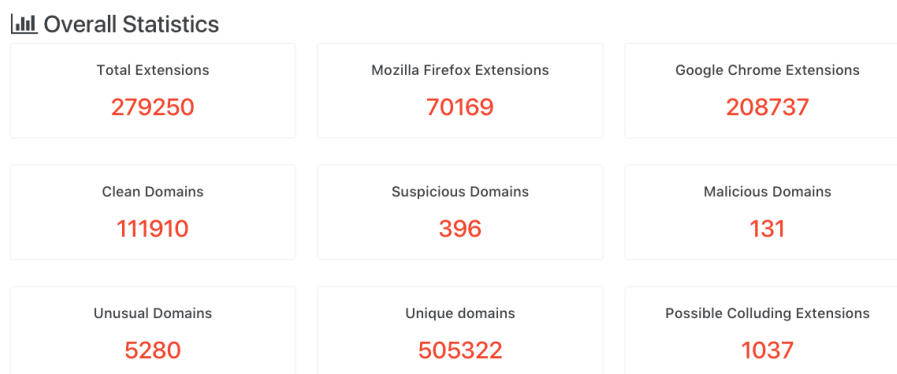 Overall Statistics
Total Extensions
279250
Mozilla Firefox Extensions
70169
Google Chrome Extensions
208737
Clean Domains
111910
Suspicious Domains
396
Malicious Domains
131
Unusual Domains
5280
Unique domains
505322
Possible Colluding Extensions
1037